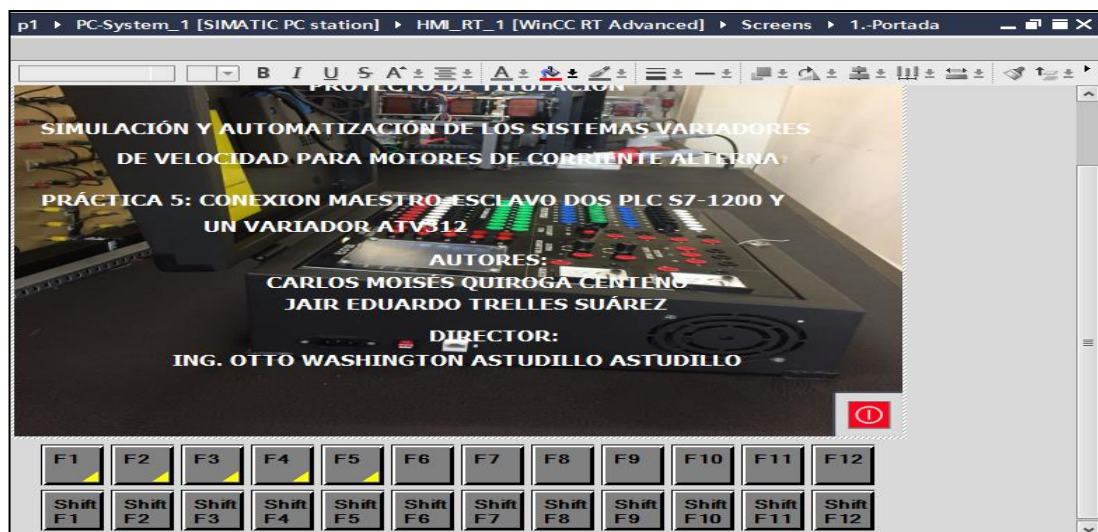 p1 ▸ PC-System_1 [SIMATIC PC station] ▸ HMI_RT_1 [WinCC RT Advanced] ▸ Screens ▸ 1.-Portada
B I U S A A
PROYECTO DE TITULACIÓN
SIMULACIÓN Y AUTOMATIZACIÓN DE LOS SISTEMAS VARIADORES
DE VELOCIDAD PARA MOTORES DE CORRIENTE ALTERNA
PRÁCTICA 5: CONEXION MAESTRO-ESCLAVO DOS PLC S7-1200 Y
UN VARIADOR ATV312
AUTORES:
CARLOS MOISÉS QUIROGA CENTENO
JAIR EDUARDO TRELLES SUÁREZ
DIRECTOR:
ING. OTTO WASHINGTON ASTUDILLO ASTUDILLO
F1 F2 F3 F4 F5 F6 F7 F8 F9 F10 F11 F12
Shift Shift Shift Shift Shift Shift Shift Shift Shift Shift Shift Shift
F1 F2 F3 F4 F5 F6 F7 F8 F9 F10 F11 F12